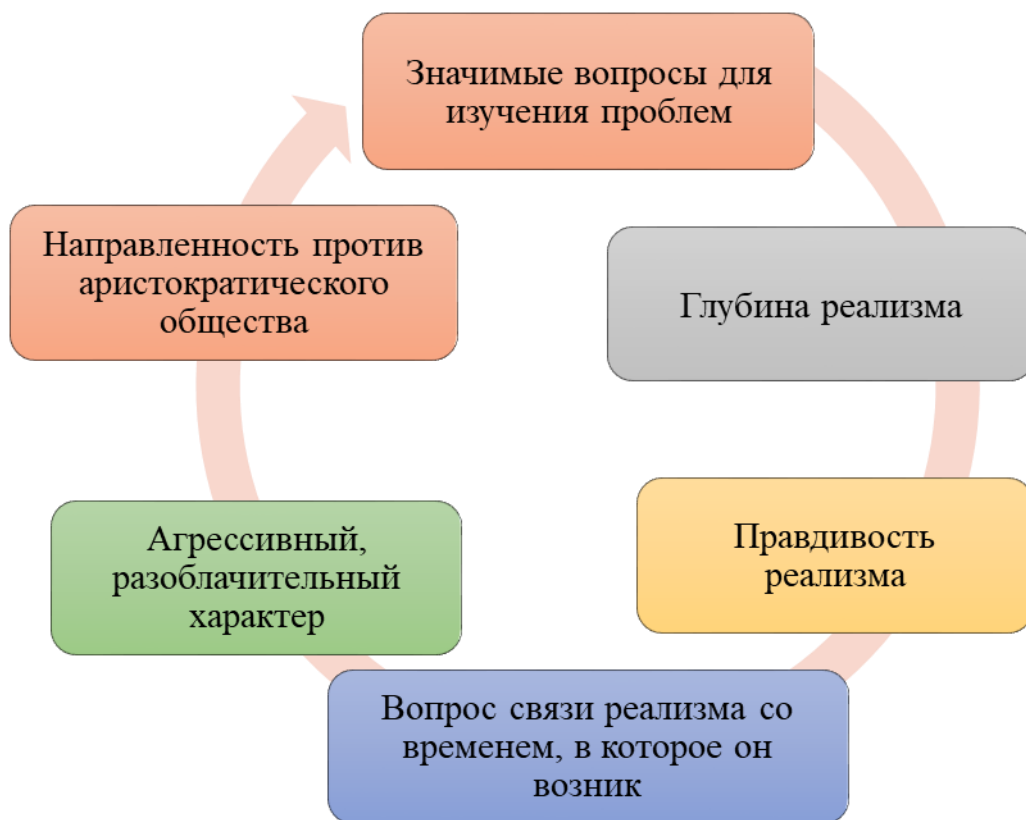 Значимые вопросы для
изучения проблем
Глубина реализма
Правдивость
реализма
Вопрос связи реализма со
временем, в которое он
возник
Агрессивный,
разоблачительный
характер
Направленность против
аристократического
общества